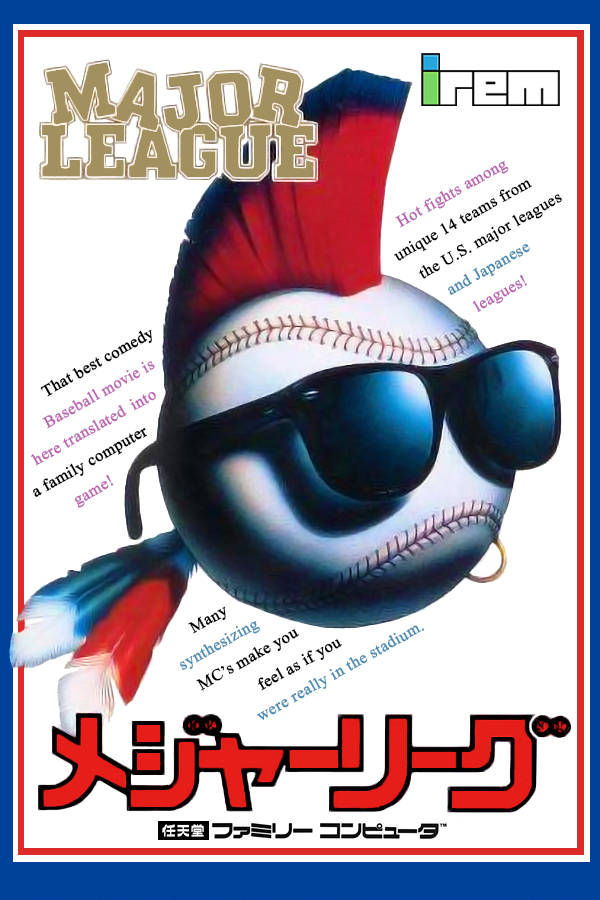 MAJOR
LEAGUE
irem
Hot fights among
unique 14 teams from
the U.S. major leagues
and Japanese
leagues!
That best comedy
Baseball movie is
here translated into
a family computer
game!
Many
synthesizing
MC's make you
feel as if you
were really in the stadium.
メジャーリーグ
任天堂 ファミリー コンピュータ™